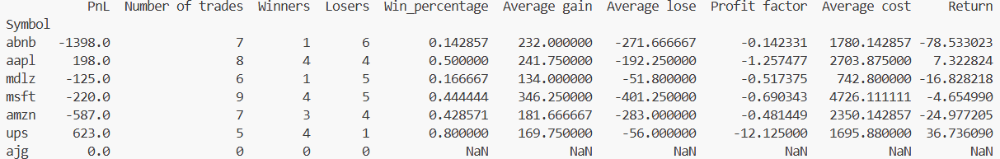 PnL Number of trades Winners Losers Win_percentage Average gain Average lose Profit factor Average cost Return
Symbol
abnb -1398.0 7 1 6 0.142857 232.000000 -271.666667 -0.142331 1780.142857 -78.533023
aapl 198.0 8 4 4 0.500000 241.750000 -192.250000 -1.257477 2703.875000 7.322824
mdlz -125.0 6 1 5 0.166667 134.000000 -51.800000 -0.517375 742.800000 -16.828218
msft -220.0 9 4 5 0.444444 346.250000 -401.250000 -0.690343 4726.111111 -4.654990
amzn -587.0 7 3 4 0.428571 181.666667 -283.000000 -0.481449 2350.142857 -24.977205
ups 623.0 5 4 1 0.800000 169.750000 -56.000000 -12.125000 1695.880000 36.736090
ajg 0.0 0 0 0 NaN NaN NaN NaN NaN NaN